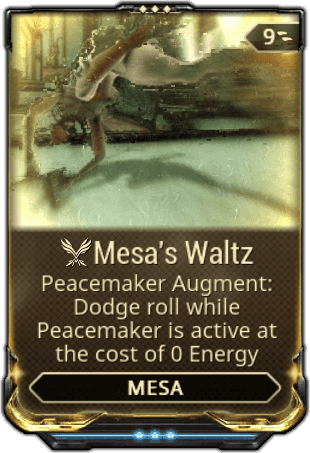 9
Mesa's Waltz
Peacemaker Augment:
Dodge roll while
Peacemaker is active at
the cost of 0 Energy
MESA